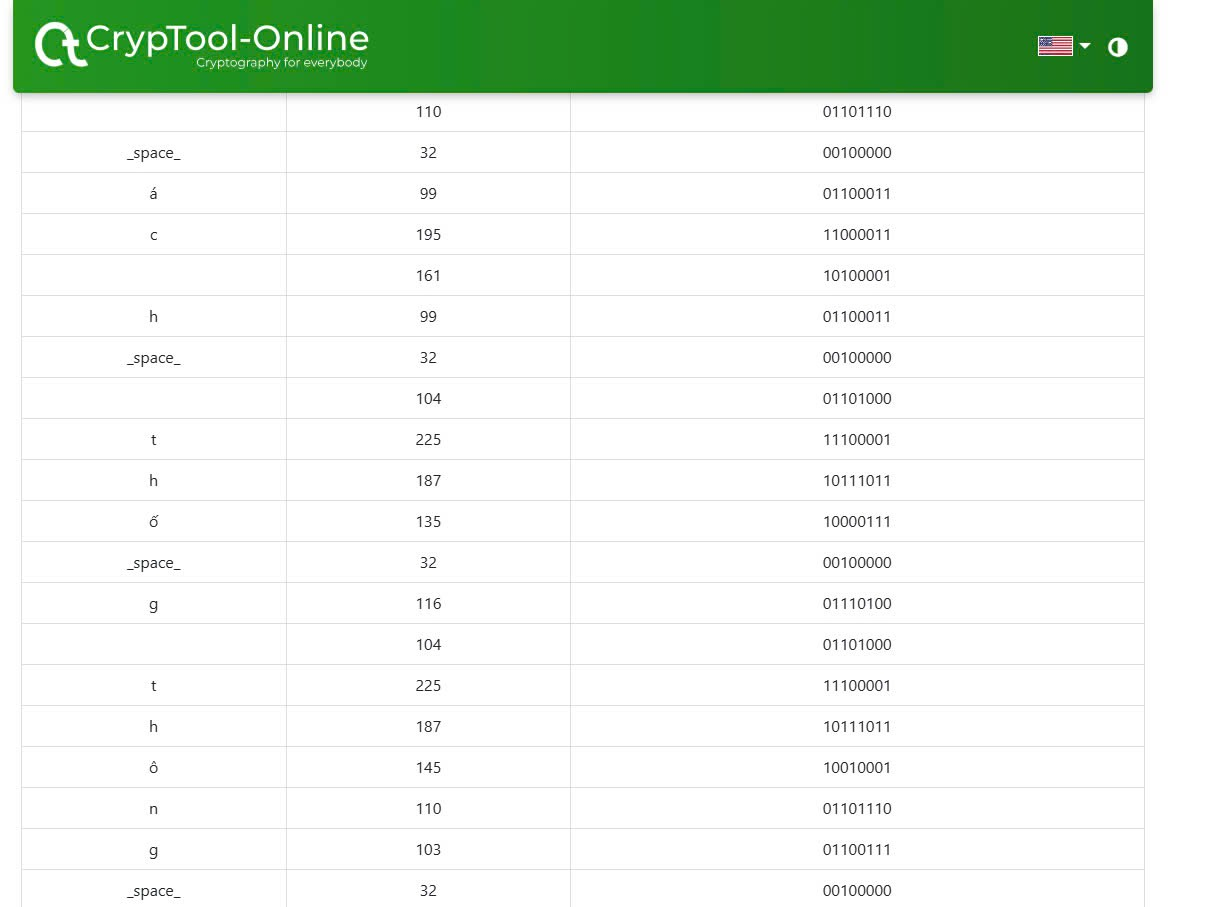 CrypTool-Online
Cryptography for everybody
110 01101110
_space_ 32 00100000
á 99 01100011
c 195 11000011
161 10100001
h 99 01100011
_space_ 32 00100000
104 01101000
t 225 11100001
h 187 10111011
ố 135 10000111
_space_ 32 00100000
g 116 01110100
104 01101000
t 225 11100001
h 187 10111011
ô 145 10010001
n 110 01101110
g 103 01100111
_space_ 32 00100000